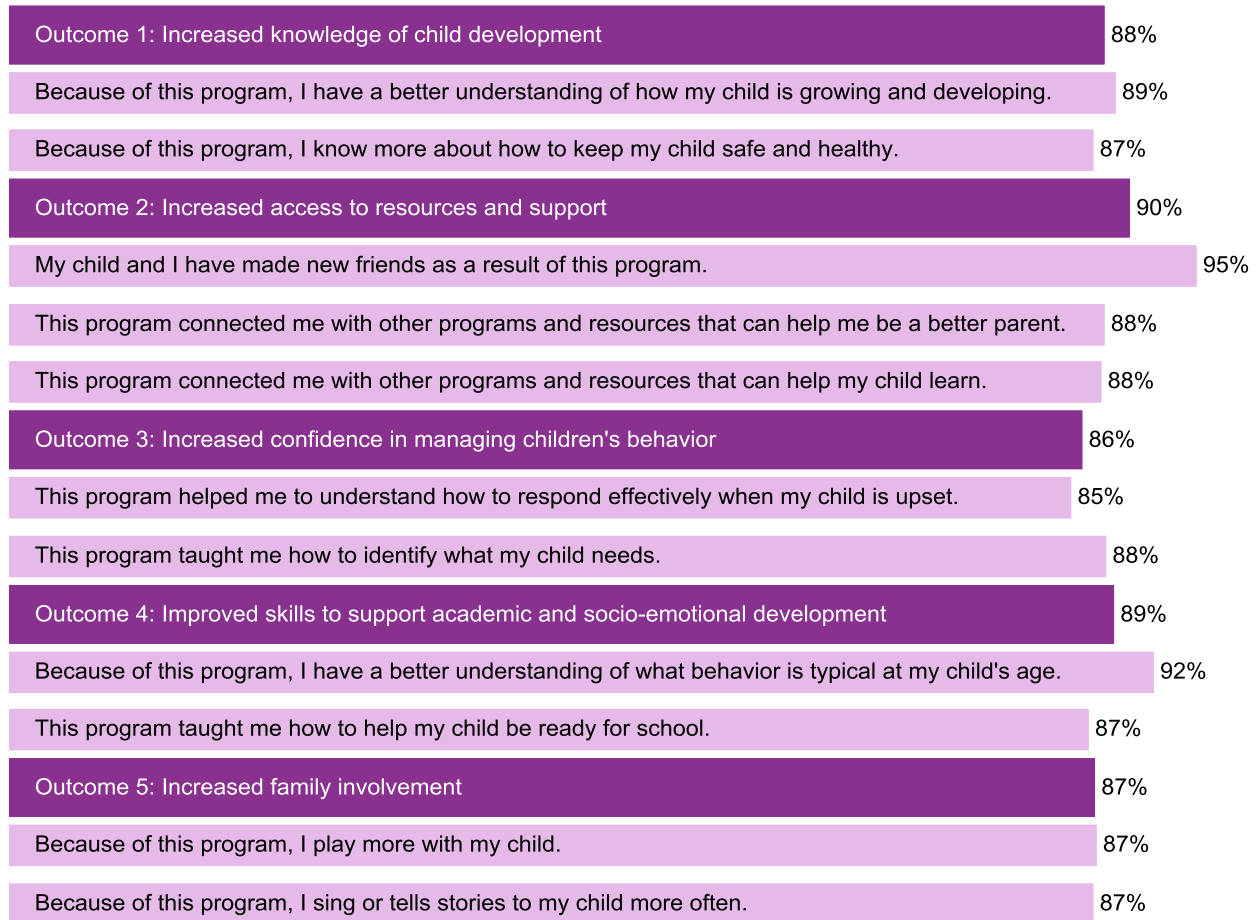 Outcome 1: Increased knowledge of child development 88%
Because of this program, I have a better understanding of how my child is growing and developing. 89%
Because of this program, I know more about how to keep my child safe and healthy. 87%
Outcome 2: Increased access to resources and support 90%
My child and I have made new friends as a result of this program. 95%
This program connected me with other programs and resources that can help me be a better parent. 88%
This program connected me with other programs and resources that can help my child learn. 88%
Outcome 3: Increased confidence in managing children's behavior 86%
This program helped me to understand how to respond effectively when my child is upset. 85%
This program taught me how to identify what my child needs. 88%
Outcome 4: Improved skills to support academic and socio-emotional development 89%
Because of this program, I have a better understanding of what behavior is typical at my child's age. 92%
This program taught me how to help my child be ready for school. 87%
Outcome 5: Increased family involvement 87%
Because of this program, I play more with my child. 87%
Because of this program, I sing or tells stories to my child more often. 87%